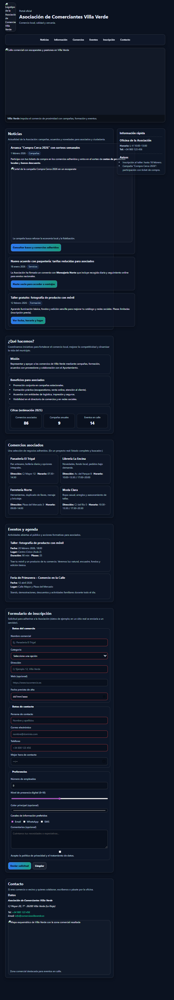 Logotipo
de la
Asociación
de
Comerciantes
Villa
Verde
Portal oficial
Asociación de Comerciantes Villa Verde
Comercio local, calidad y cercanía.
Noticias
Información
Comercios
Eventos
Inscripción
Contacto
Calle comercial con escaparates y peatones en Villa Verde
Villa Verde impulsa el comercio de proximidad con campañas, formación y eventos.
Noticias
Actualidad de la Asociación: campañas, acuerdos y novedades para asociados y ciudadanía.
Arranca “Compra Cerca 2026” con sorteos semanales
1 febrero 2026 · Campañas
Participa con tus tickets de compra en los comercios adheridos y entra en el sorteo de cestas de productos
locales y bonos descuento.
Cartel de la campaña Compra Cerca 2026 en un escaparate
La campaña busca reforzar la economía local y la fidelización.
Consultar bases y comercios adheridos
Nuevo acuerdo con paquetería: tarifas reducidas para asociados
18 enero 2026 · Servicios
La Asociación ha firmado un convenio con Mensajería Norte que incluye recogida diaria y seguimiento online
para envíos nacionales.
Hazte socio para acceder a ventajas
Taller gratuito: fotografía de producto con móvil
12 febrero 2026 · Formación
Aprende iluminación básica, fondos y edición sencilla para mejorar tu catálogo y redes sociales. Plazas limitadas
(inscripción previa).
Ver fecha, horario y lugar
Información rápida
Oficina de la Asociación
Horario: L–V 10:00–13:00
Tel: +34 900 123 456
Avisos
Inscripción al taller: hasta 18 febrero.
Campaña “Compra Cerca 2026”:
participación con ticket de compra.
¿Qué hacemos?
Coordinamos iniciativas para fortalecer el comercio local, mejorar la competitividad y dinamizar
la vida del municipio.
Misión
Representar y apoyar a los comercios de Villa Verde mediante campañas, formación,
acuerdos con proveedores y colaboración con el Ayuntamiento.
Beneficios para asociados
Promoción conjunta en campañas estacionales.
Formación práctica (escaparatismo, venta online, atención al cliente).
Acuerdos con entidades de logística, impresión y seguros.
Visibilidad en el directorio de comercios y en redes sociales.
Cifras (estimación 2025)
Comercios asociados
86
Campañas anuales
9
Eventos en calle
14
Comercios asociados
Una selección de negocios adheridos. (En un proyecto real: listado completo y buscador.)
Panadería El Trigal
Pan artesano, bollería diaria y opciones
integrales.
Dirección: C/ Mayor 12 · Horario: 07:30–
14:30
Librería La Encina
Novedades, fondo local, pedidos bajo
demanda.
Dirección: Av. del Parque 8 · Horario:
10:00–13:30 / 17:00–20:00
Ferretería Norte
Herramientas, duplicado de llaves, menaje
y bricolaje.
Dirección: Plaza del Mercado 3 · Horario:
09:00–14:00
Moda Clara
Ropa casual, arreglos y asesoramiento de
tallas.
Dirección: C/ del Río 5 · Horario: 10:30–
13:30 / 17:30–20:30
Eventos y agenda
Actividades abiertas al público y acciones formativas para asociados.
Taller: fotografía de producto con móvil
Fecha: 20 febrero 2026, 18:00
Lugar: Centro Cívico (Aula 2)
Duración: 90 min · Plazas: 25
Trae tu móvil y un producto de tu comercio. Veremos luz natural, encuadre, fondos y
edición básica.
Feria de Primavera – Comercio en la Calle
Fecha: 12 abril 2026
Lugar: Calle Mayor y Plaza del Mercado
Stands, demostraciones, descuentos y actividades familiares durante todo el día.
Formulario de inscripción
Solicitud para adherirse a la Asociación (datos de ejemplo; en un sitio real se enviaría a un
servidor).
Datos del comercio
Nombre comercial
Ej.: Panadería El Trigal
Categoría
Selecciona una opción
Dirección
C/ Ejemplo 12, Villa Verde
Web (opcional)
https://www.tucomercio.es
Fecha prevista de alta
dd/mm/aaaa
Datos de contacto
Persona de contacto
Nombre y apellidos
Correo electrónico
nombre@dominio.com
Teléfono
+34 600 123 456
Mejor hora de contacto
--:--
Preferencias
Número de empleados
0
Nivel de presencia digital (0–10)
Color principal (opcional)
Canales de información preferidos
Email
WhatsApp
SMS
Comentarios (opcional)
Cuéntanos tus necesidades o expectativas...
Acepto la política de privacidad y el tratamiento de datos.
Enviar solicitud
Limpiar
Contacto
Si eres comercio o vecino y quieres colaborar, escríbenos o pásate por la oficina.
Datos
Asociación de Comerciantes Villa Verde
C/ Mayor 20, 1º · 26200 Villa Verde (La Rioja)
Tel: +34 900 123 456
Email: info@comerciosvillaverde.es
Mapa esquemático de Villa Verde con la zona comercial resaltada
Zona comercial destacada para eventos en calle.